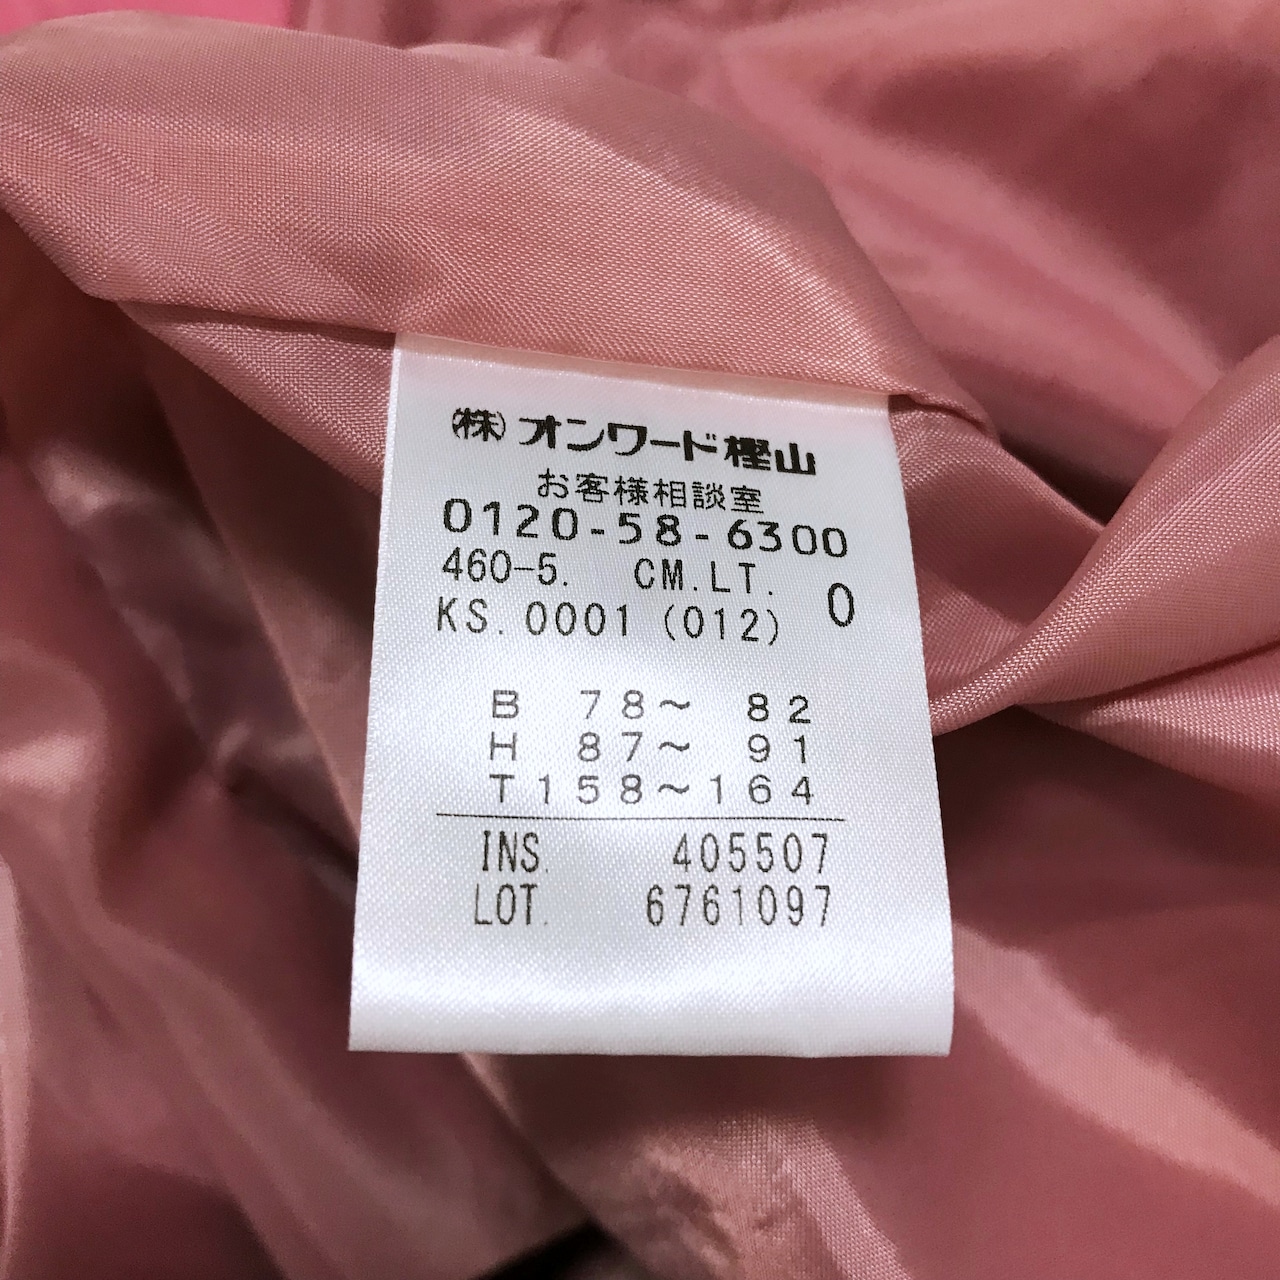 ㈱オンワード樫山
お客様相談室
0120-58-6300
460-5. CM.LT. 0
KS.0001 (012)
B 78~ 82
H 87~ 91
T158~164
INS. 405507
LOT. 6761097